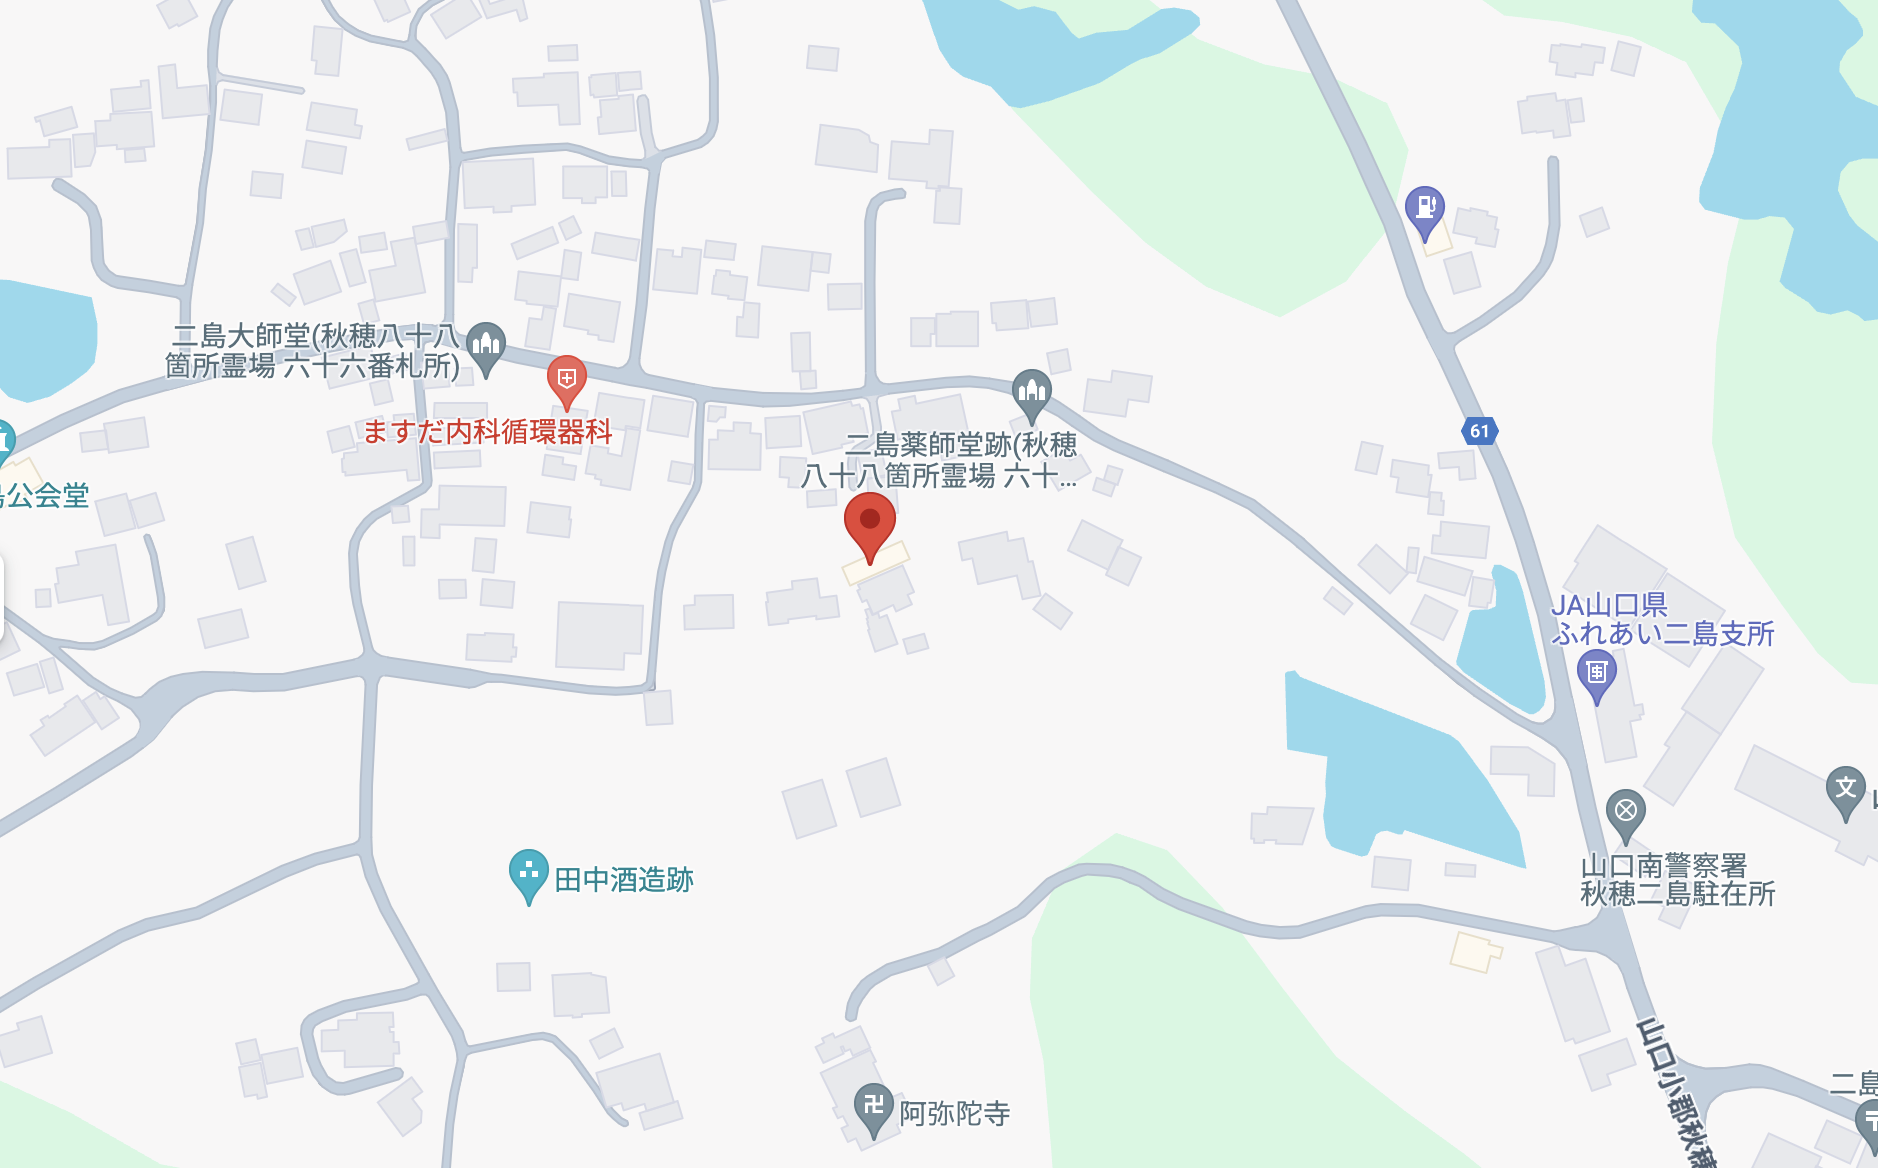 二島大師堂(秋穂八十八
箇所霊場 六十六番札所)
ますだ内科循環器科
二島薬師堂跡(秋穂
八十八箇所霊場 六十...
61
島公会堂
JA山口県
ふれあい二島支所
文
山口南警察署
秋穂二島駐在所
田中酒造跡
阿弥陀寺
山口小郡秋穂
二島